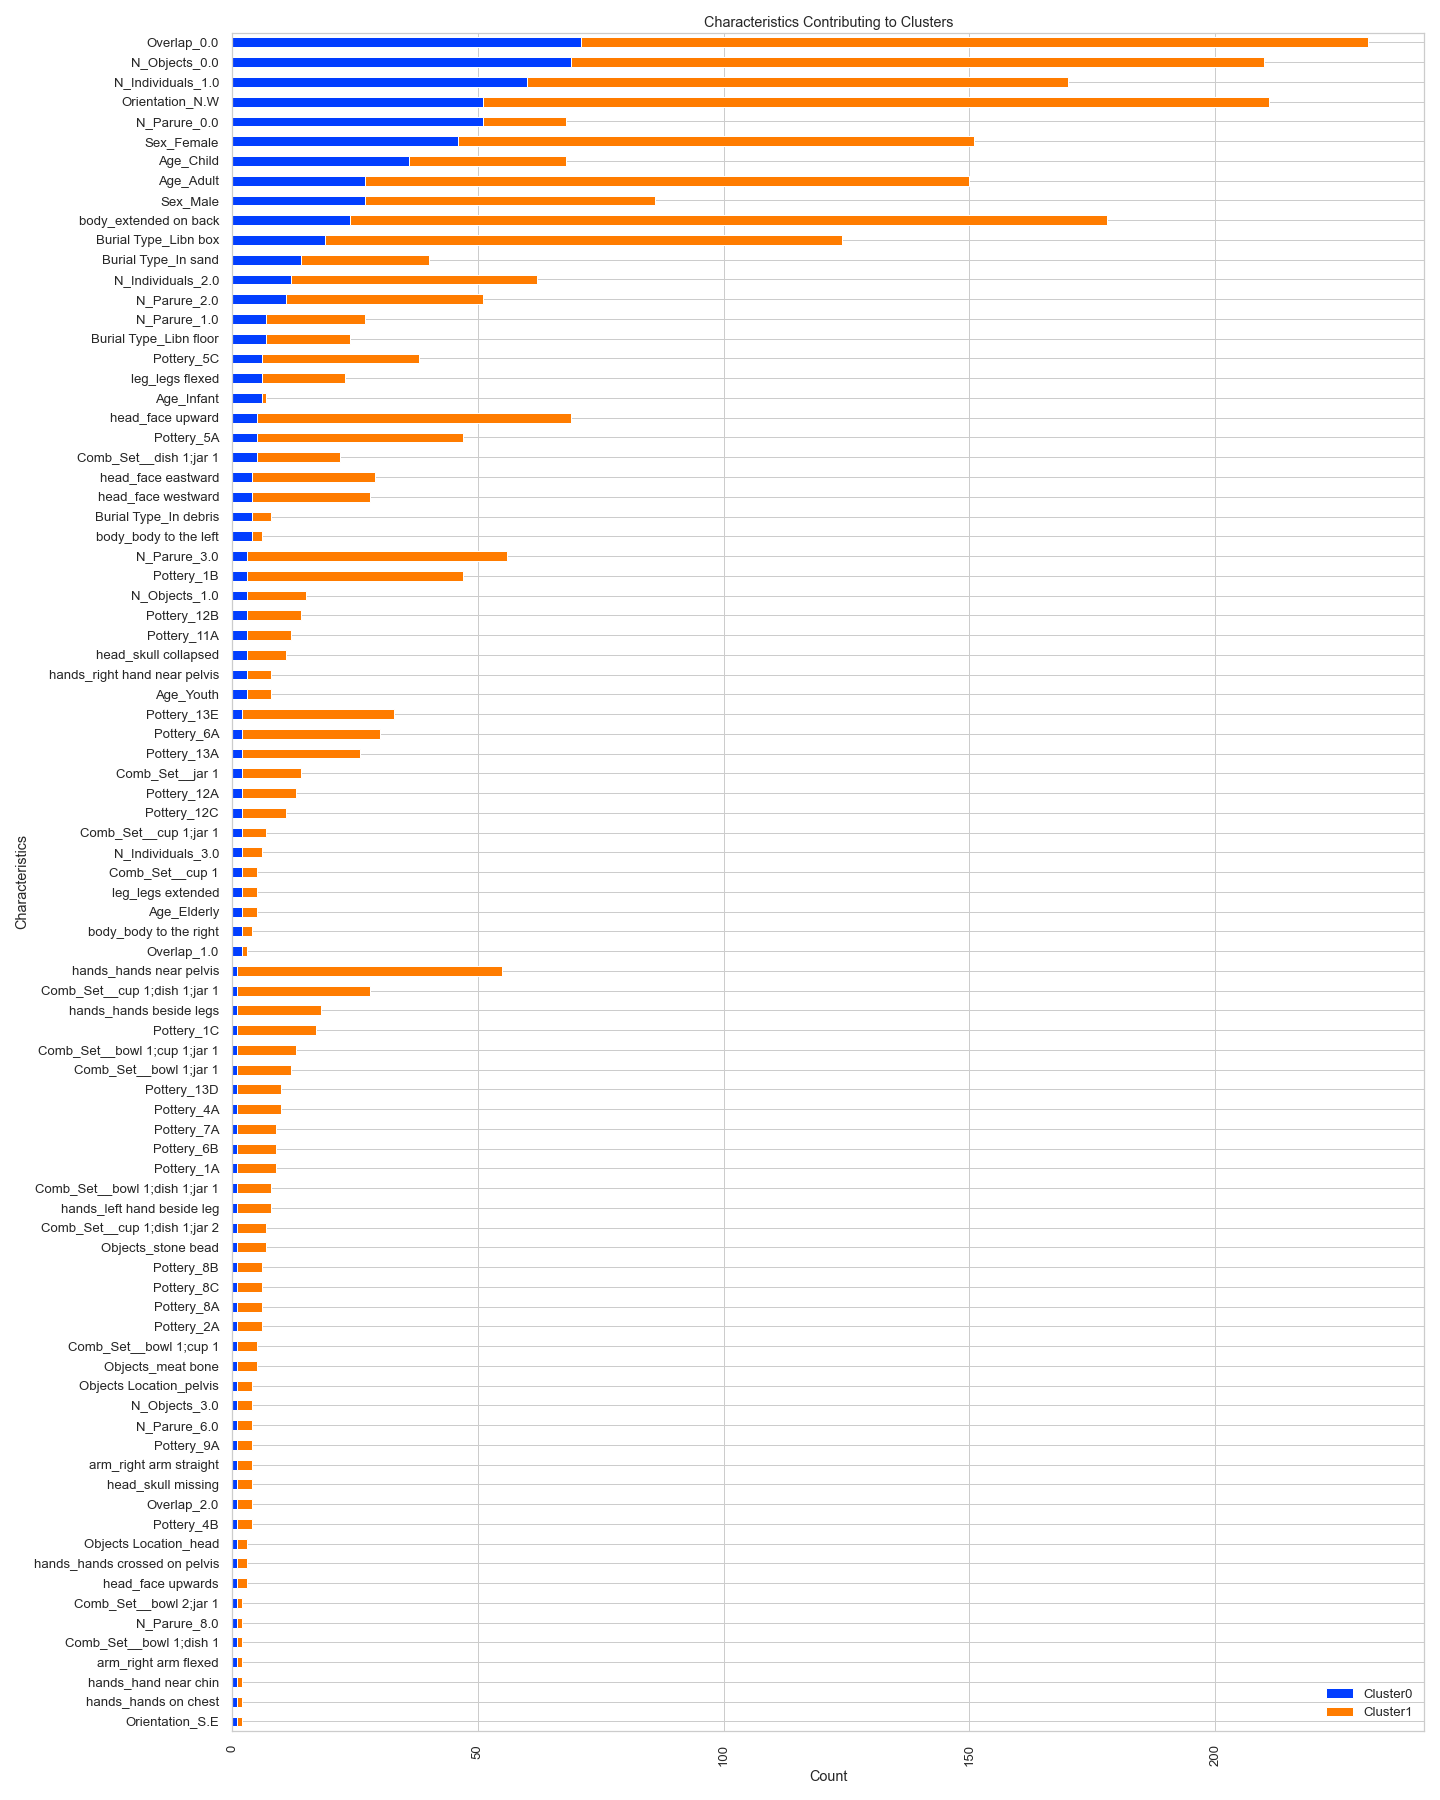 Characteristics Contributing to Clusters
Overlap_0.0
N_Objects_0.0
N_Individuals_1.0
Orientation_N.W
N_Parure_0.0
Sex_Female
Age_Child
Age_Adult
Sex_Male
body_extended on back
Burial Type_Libn box
Burial Type_In sand
N_Individuals_2.0
N_Parure_2.0
N_Parure_1.0
Burial Type_Libn floor
Pottery_5C
leg_legs flexed
Age_Infant
head_face upward
Pottery_5A
Comb_Set__dish 1;jar 1
head_face eastward
head_face westward
Burial Type_In debris
body_body to the left
N_Parure_3.0
Pottery_1B
N_Objects_1.0
Pottery_12B
Pottery_11A
head_skull collapsed
hands_right hand near pelvis
Age_Youth
Pottery_13E
Pottery_6A
Pottery_13A
Comb_Set__jar 1
Pottery_12A
Pottery_12C
Comb_Set__cup 1;jar 1
N_Individuals_3.0
Comb_Set__cup 1
leg_legs extended
Age_Elderly
body_body to the right
Overlap_1.0
hands_hands near pelvis
Comb_Set__cup 1;dish 1;jar 1
hands_hands beside legs
Pottery_1C
Comb_Set__bowl 1;cup 1;jar 1
Comb_Set__bowl 1;jar 1
Pottery_13D
Pottery_4A
Pottery_7A
Pottery_6B
Pottery_1A
Comb_Set__bowl 1;dish 1;jar 1
hands_left hand beside leg
Comb_Set__cup 1;dish 1;jar 2
Objects_stone bead
Pottery_8B
Pottery_8C
Pottery_8A
Pottery_2A
Comb_Set__bowl 1;cup 1
Objects_meat bone
Objects Location_pelvis
N_Objects_3.0
N_Parure_6.0
Pottery_9A
arm_right arm straight
head_skull missing
Overlap_2.0
Pottery_4B
Objects Location_head
hands_hands crossed on pelvis
head_face upwards
Comb_Set__bowl 2;jar 1
N_Parure_8.0
Comb_Set__bowl 1;dish 1
arm_right arm flexed
hands_hand near chin
hands_hands on chest
Orientation_S.E
Characteristics
Cluster0
Cluster1
0
50
100
150
200
Count